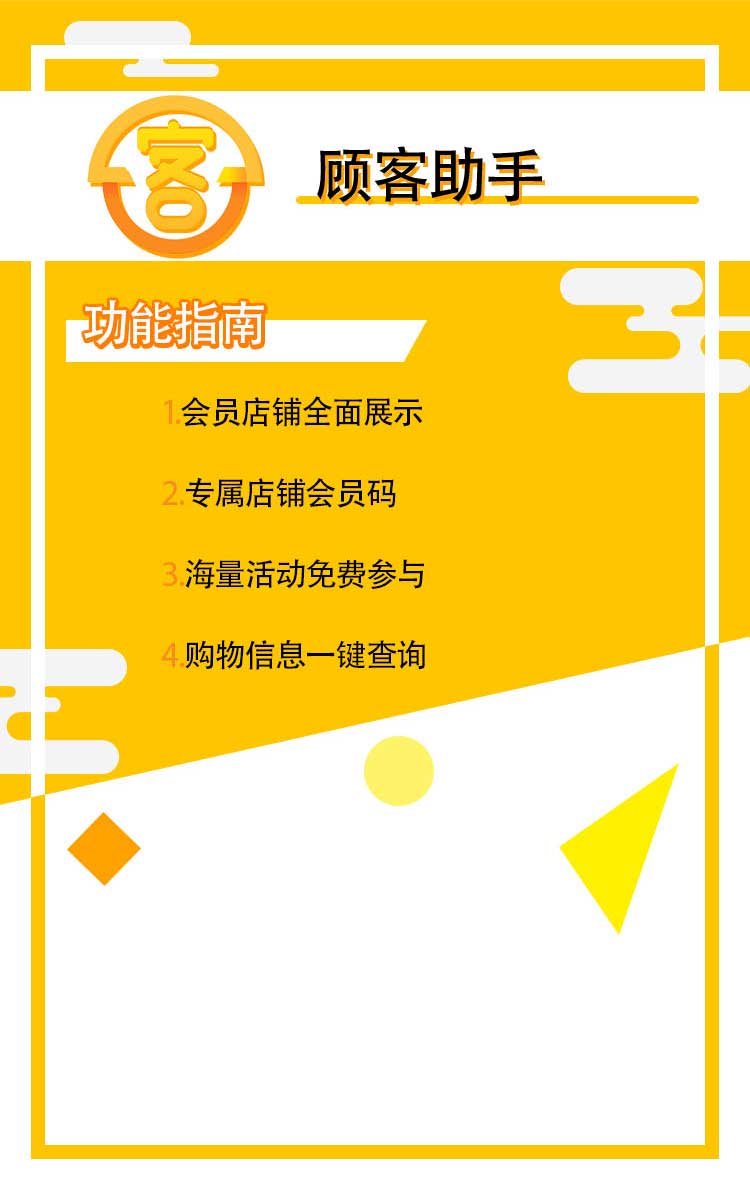 客
顾客助手
功能指南
1.会员店铺全面展示
2.专属店铺会员码
3.海量活动免费参与
4.购物信息一键查询